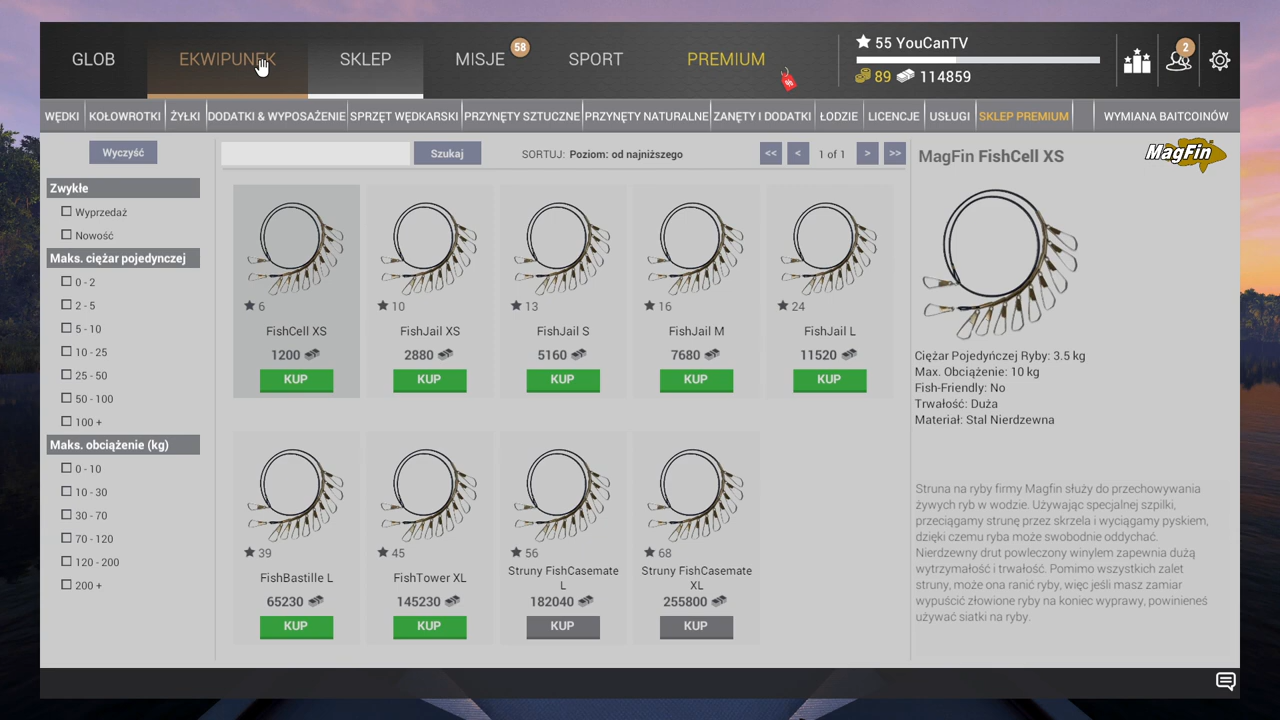 GLOB
EKWIPUNEK
SKLEP
MISJE
58
SPORT
PREMIUM
%
55 YouCanTV
89 114859
2
WĘDKI
KOŁOWROTKI
ŻYŁKI
DODATKI & WYPOSAŻENIE
SPRZĘT WĘDKARSKI
PRZYNĘTY SZTUCZNE
PRZYNĘTY NATURALNE
ZANĘTY I DODATKI
ŁODZIE
LICENCJE
USŁUGI
SKLEP PREMIUM
WYMIANA BAITCOINÓW
Wyczyść
Zwykłe
Wyprzedaż
Nowość
Maks. ciężar pojedynczej
0 - 2
2 - 5
5 - 10
10 - 25
25 - 50
50 - 100
100 +
Maks. obciążenie (kg)
0 - 10
10 - 30
30 - 70
70 - 120
120 - 200
200 +
Szukaj
SORTUJ: Poziom: od najniższego
<<
<
1 of 1
>
>>
6
FishCell XS
1200
KUP
10
FishJail XS
2880
KUP
13
FishJail S
5160
KUP
16
FishJail M
7680
KUP
24
FishJail L
11520
KUP
39
FishBastille L
65230
KUP
45
FishTower XL
145230
KUP
56
Struny FishCasemate
L
182040
KUP
68
Struny FishCasemate
XL
255800
KUP
MagFin FishCell XS
MagFin
Ciężar Pojedyńczej Ryby: 3.5 kg
Max. Obciążenie: 10 kg
Fish-Friendly: No
Trwałość: Duża
Materiał: Stal Nierdzewna
Struna na ryby firmy Magfin służy do przechowywania
żywych ryb w wodzie. Używając specjalnej szpilki,
przeciągamy strunę przez skrzela i wyciągamy pyskiem,
dzięki czemu ryba może swobodnie oddychać.
Nierdzewny drut powleczony winylem zapewnia dużą
wytrzymałość i trwałość. Pomimo wszystkich zalet
struny, może ona ranić ryby, więc jeśli masz zamiar
wypuścić złowione ryby na koniec wyprawy, powinieneś
używać siatki na ryby.